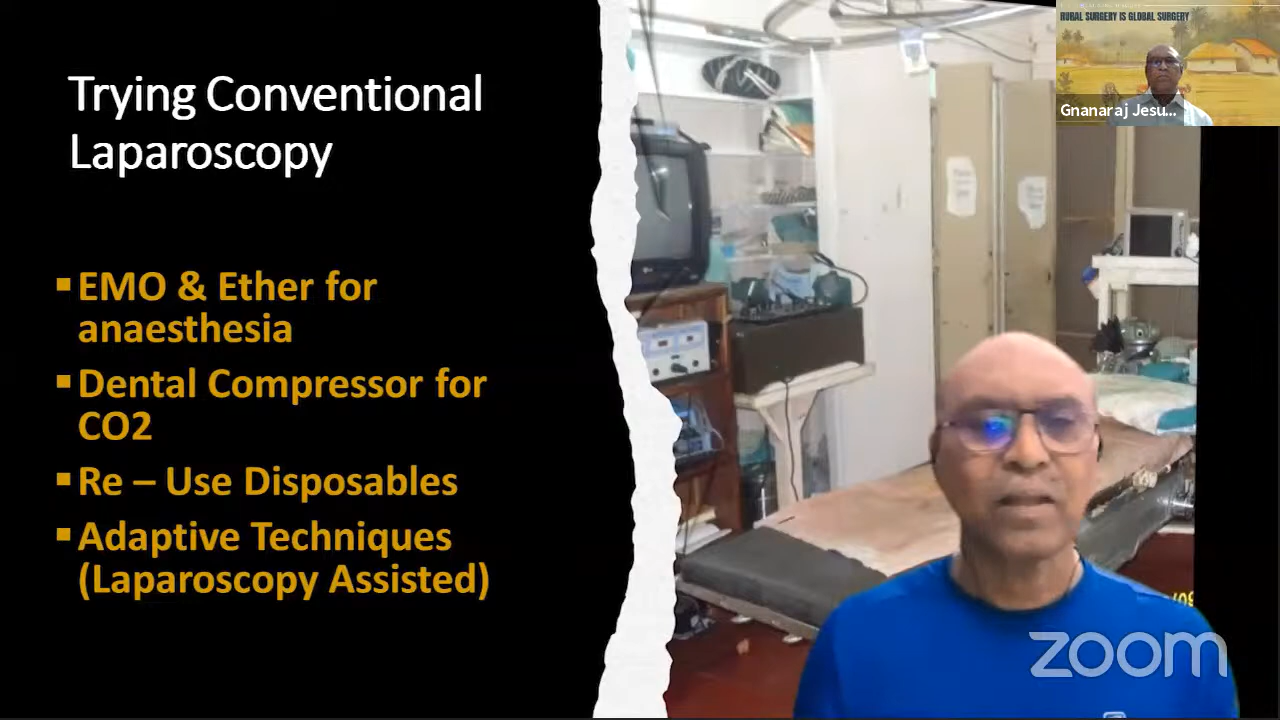 RURAL SURGERY IS GLOBAL SURGERY
Gnanaraj Jesu...
Trying Conventional
Laparoscopy
▪EMO & Ether for
anaesthesia
▪Dental Compressor for
CO2
▪Re – Use Disposables
▪Adaptive Techniques
(Laparoscopy Assisted)
zoom